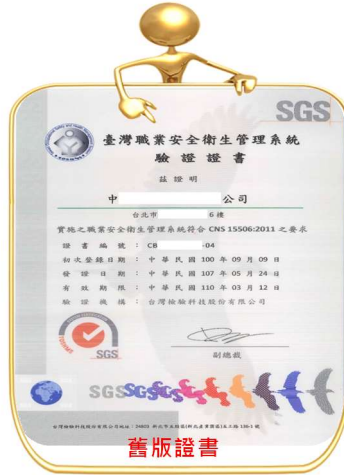 SGS
臺灣職業安全衛生管理系統
驗證證書
茲證明
中 公司
台北市 6樓
實施之職業安全衛生管理系統符合 CNS 15506:2011 之要求
證書編號:CB -04
初次登錄日期:中華民國 100 年 09 月 09 日
發證日期:中華民國 107 年 05 月 24 日
有效期限:中華民國 110 年 03 月 12 日
驗證機構:台灣檢驗科技股份有限公司
SGS
副總裁
SGSSGSGS
舊版證書